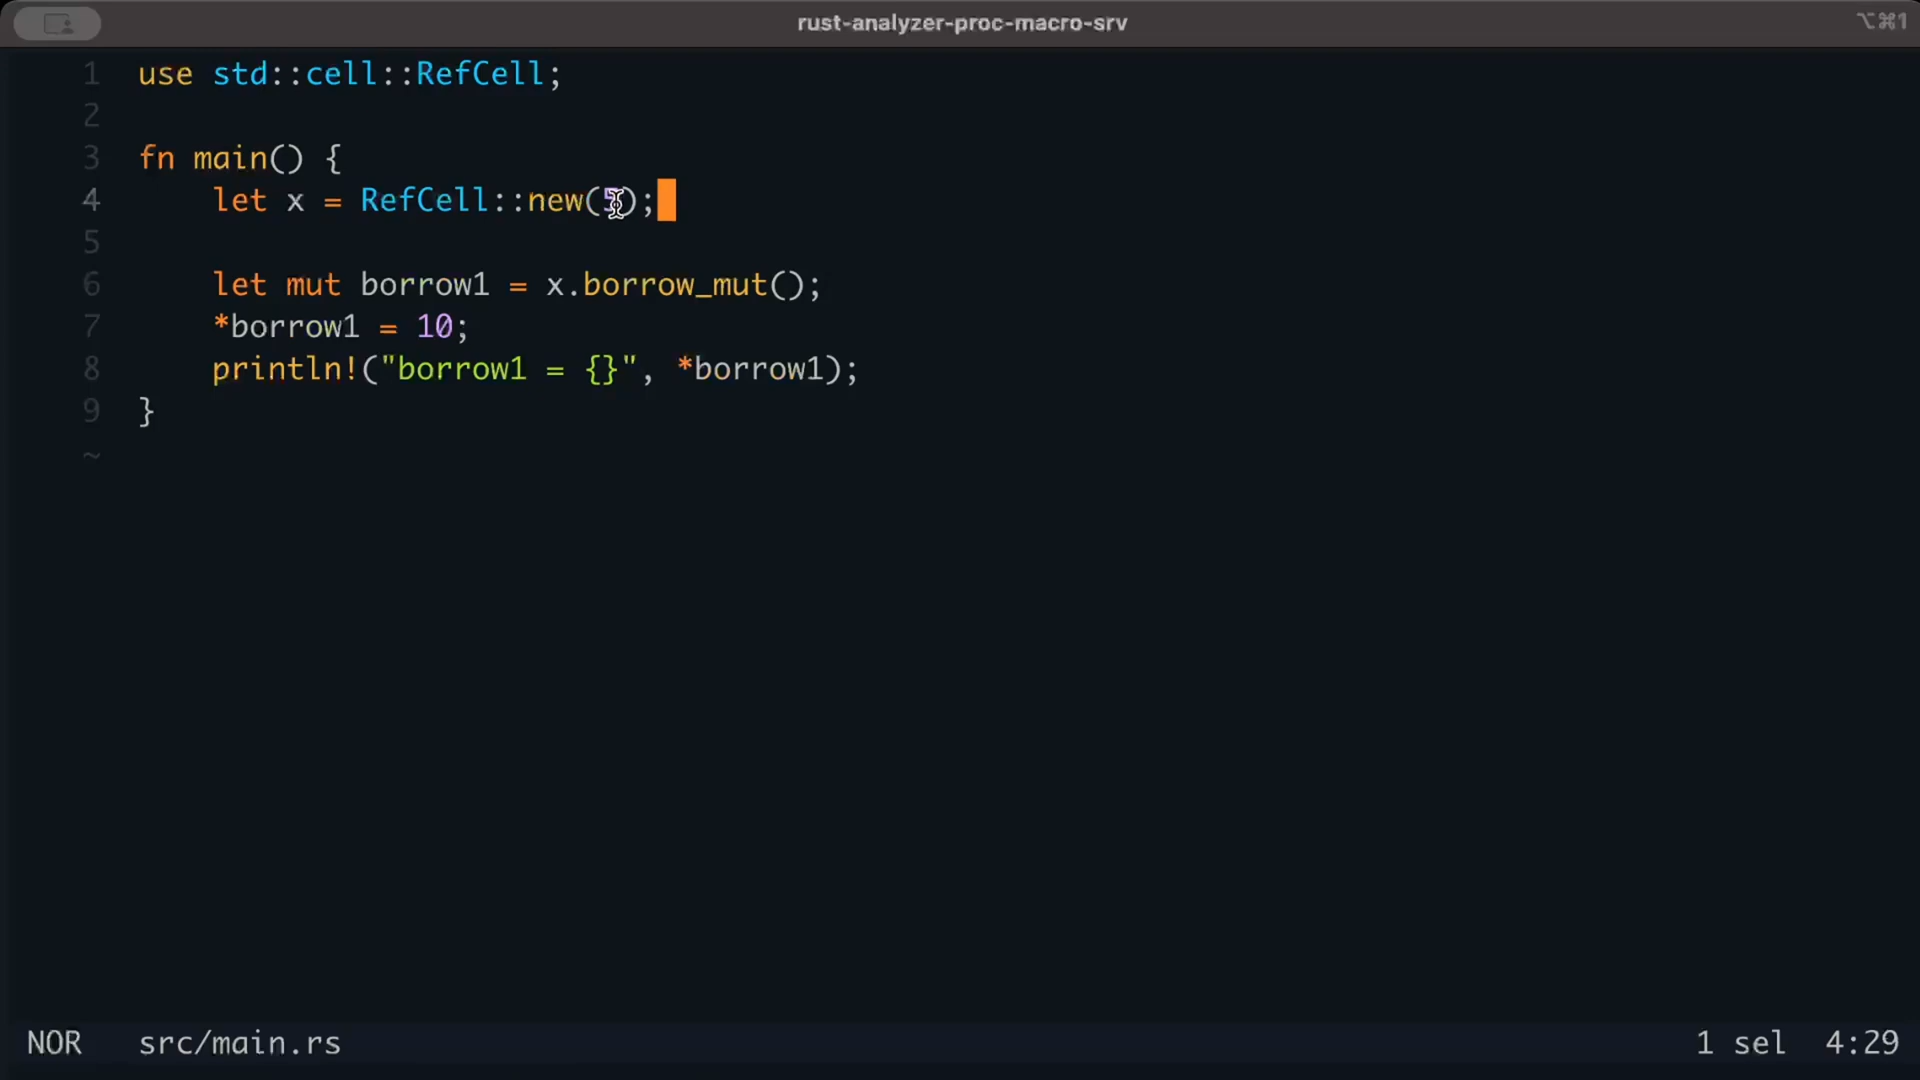 rust-analyzer-proc-macro-srv
⌥⌘1
1 use std::cell::RefCell;
2
3 fn main() {
4     let x = RefCell::new(5);
5
6     let mut borrow1 = x.borrow_mut();
7     *borrow1 = 10;
8     println!("borrow1 = {}", *borrow1);
9 }
~
NOR src/main.rs 1 sel 4:29